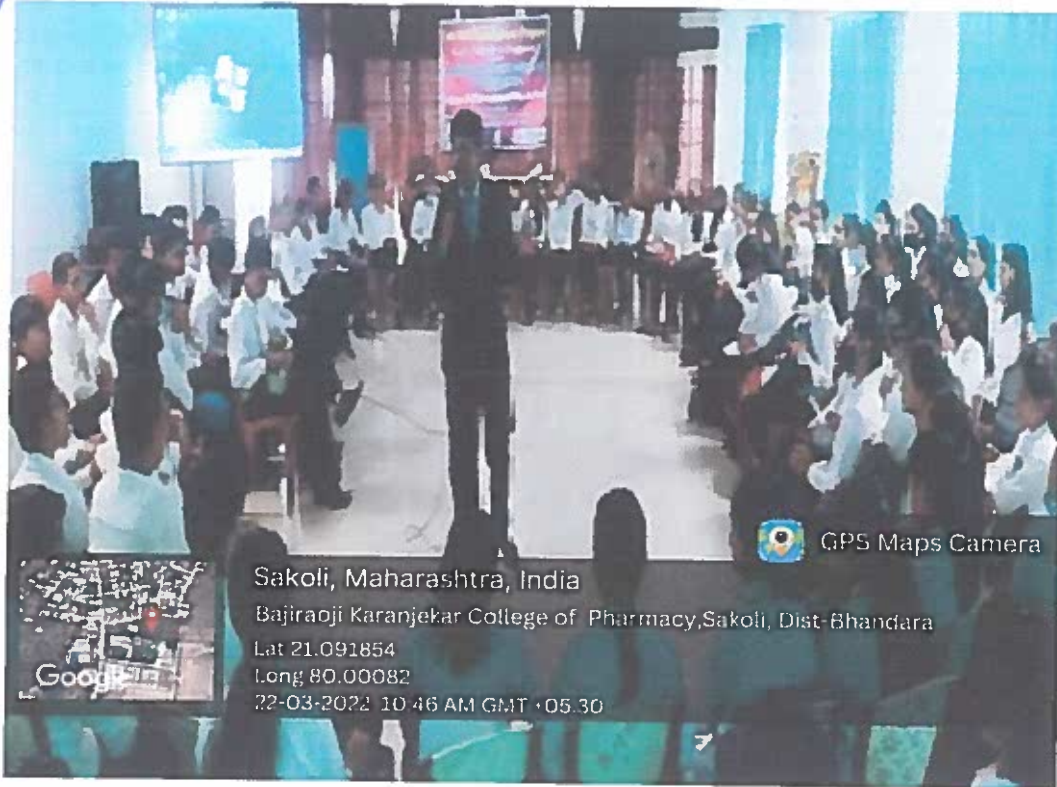 GPS Maps Camera
Sakoli, Maharashtra, India
Bajiraoji Karanjekar College of Pharmacy,Sakoli, Dist-Bhandara
Lat 21.091854
Long 80.00082
22-03-2022 10:46 AM GMT +05:30
Google